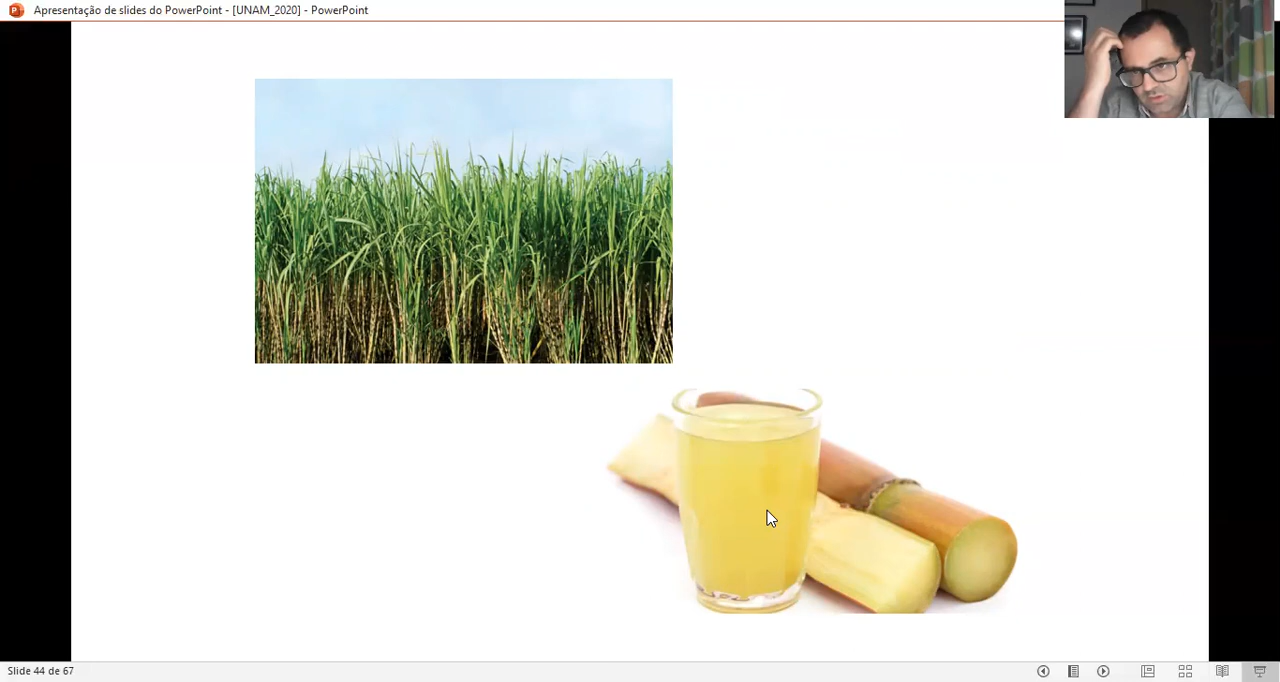 Apresentação de slides do PowerPoint - [UNAM_2020] - PowerPoint
Slide 44 de 67